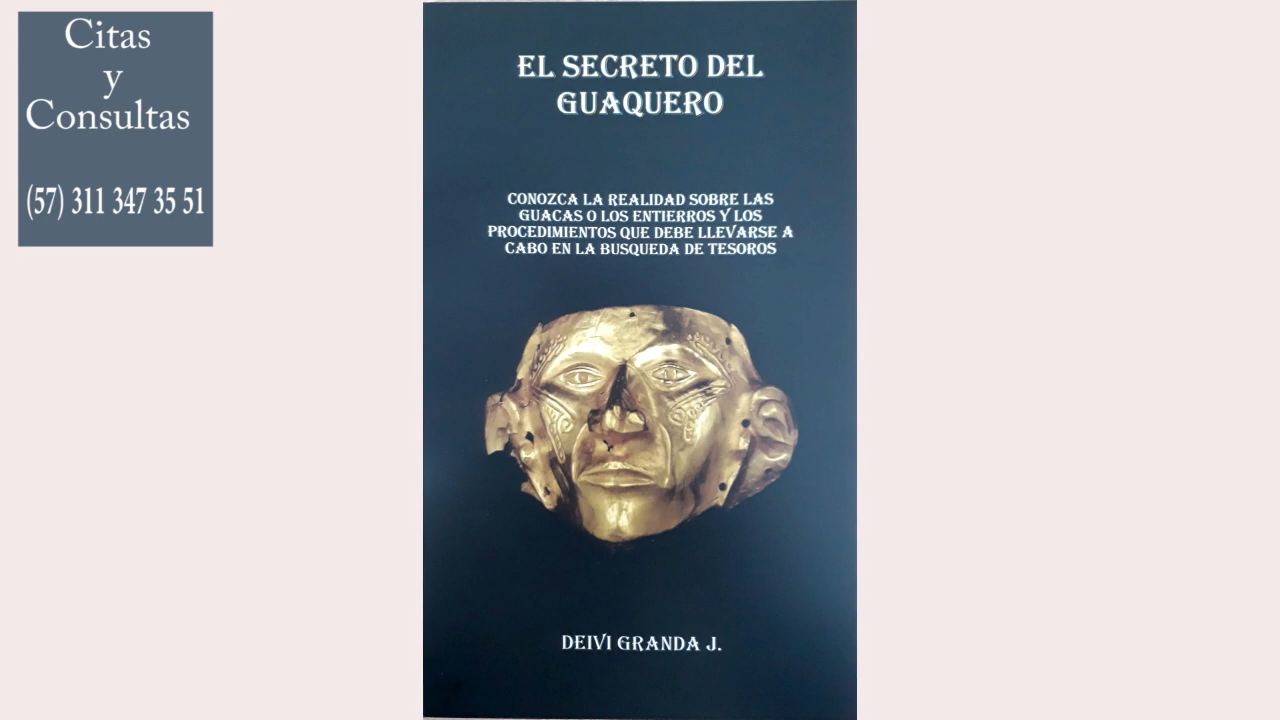 Citas
y
Consultas
(57) 311 347 35 51
EL SECRETO DEL
GUAQUERO
CONOZCA LA REALIDAD SOBRE LAS
GUACAS O LOS ENTIERROS Y LOS
PROCEDIMIENTOS QUE DEBE LLEVARSE A
CABO EN LA BUSQUEDA DE TESOROS
DEIVI GRANDA J.